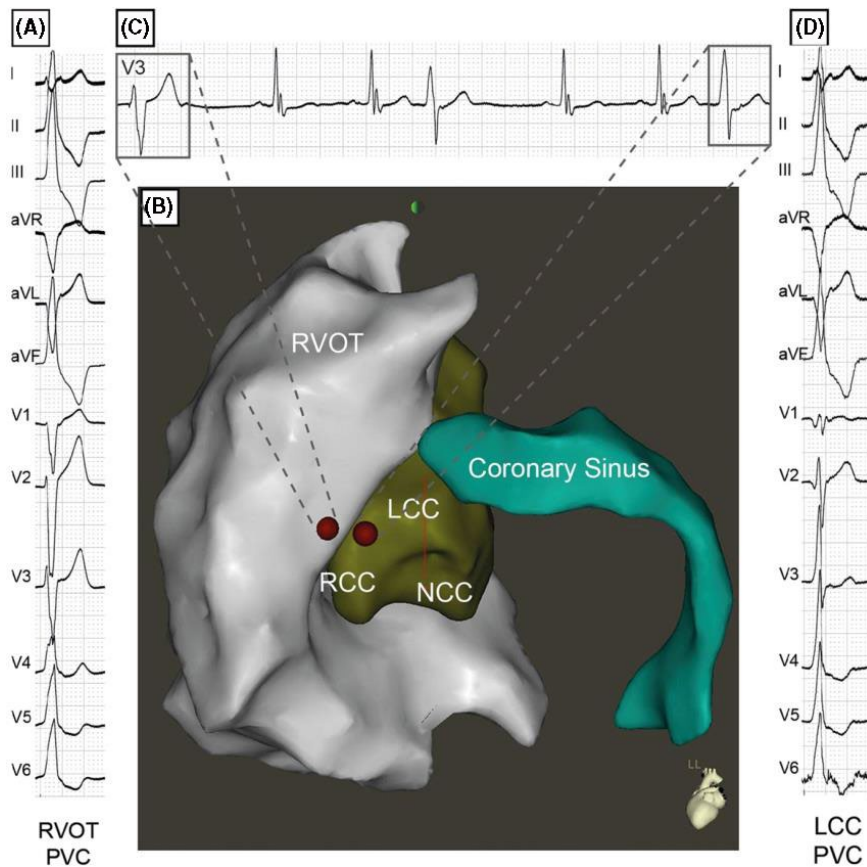 (A)
I
II
III
aVR
aVL
aVF
V1
V2
V3
V4
V5
V6
RVOT
PVC
(C)
V3
(B)
RVOT
Coronary Sinus
LCC
RCC
NCC
LL
(D)
I
II
III
aVR
aVL
aVF
V1
V2
V3
V4
V5
V6
LCC
PVC